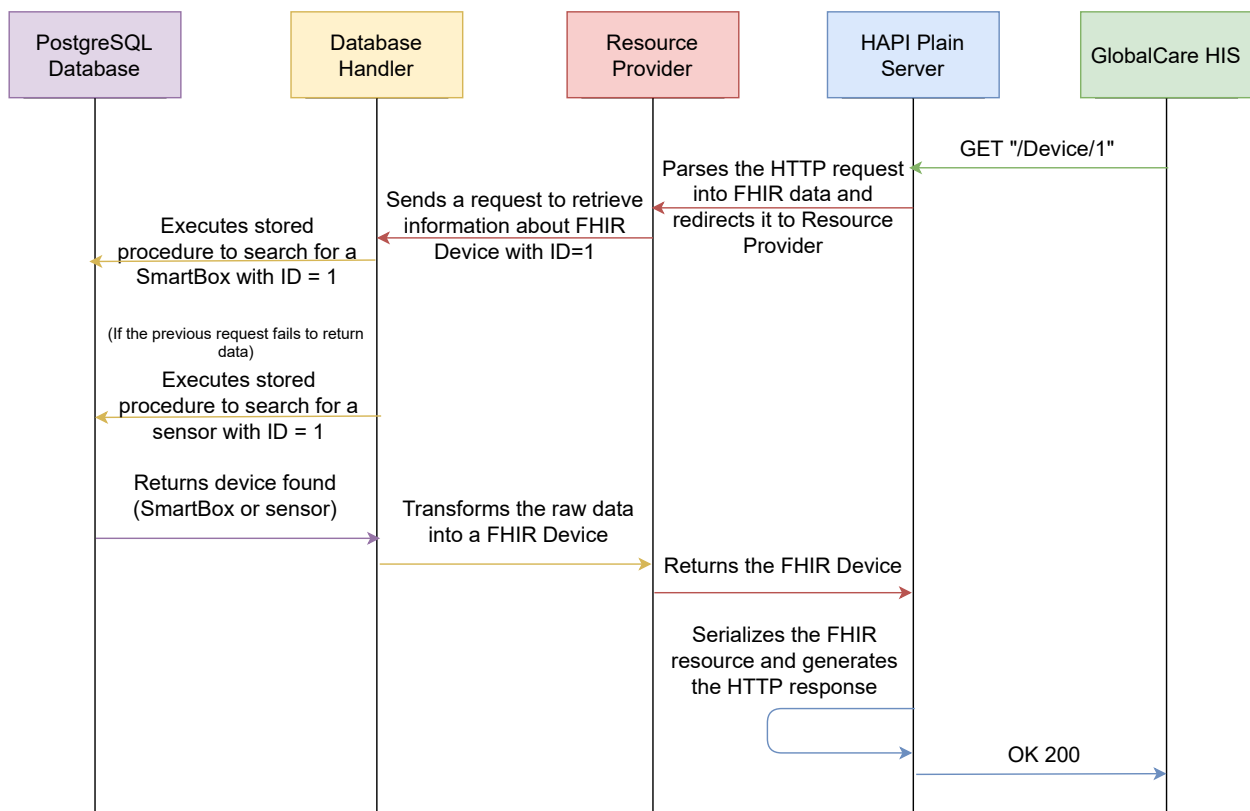 PostgreSQL
Database
Database
Handler
Resource
Provider
HAPI Plain
Server
GlobalCare HIS
GET "/Device/1"
Parses the HTTP request
into FHIR data and
redirects it to Resource
Provider
Sends a request to retrieve
information about FHIR
Device with ID=1
Executes stored
procedure to search for a
SmartBox with ID = 1
(If the previous request fails to return
data)
Executes stored
procedure to search for a
sensor with ID = 1
Returns device found
(SmartBox or sensor)
Transforms the raw data
into a FHIR Device
Returns the FHIR Device
Serializes the FHIR
resource and generates
the HTTP response
OK 200